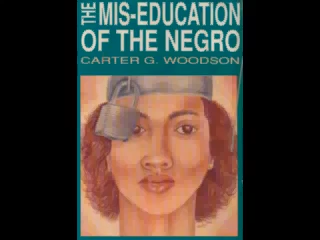 THE MIS-EDUCATION
OF THE NEGRO
CARTER G. WOODSON